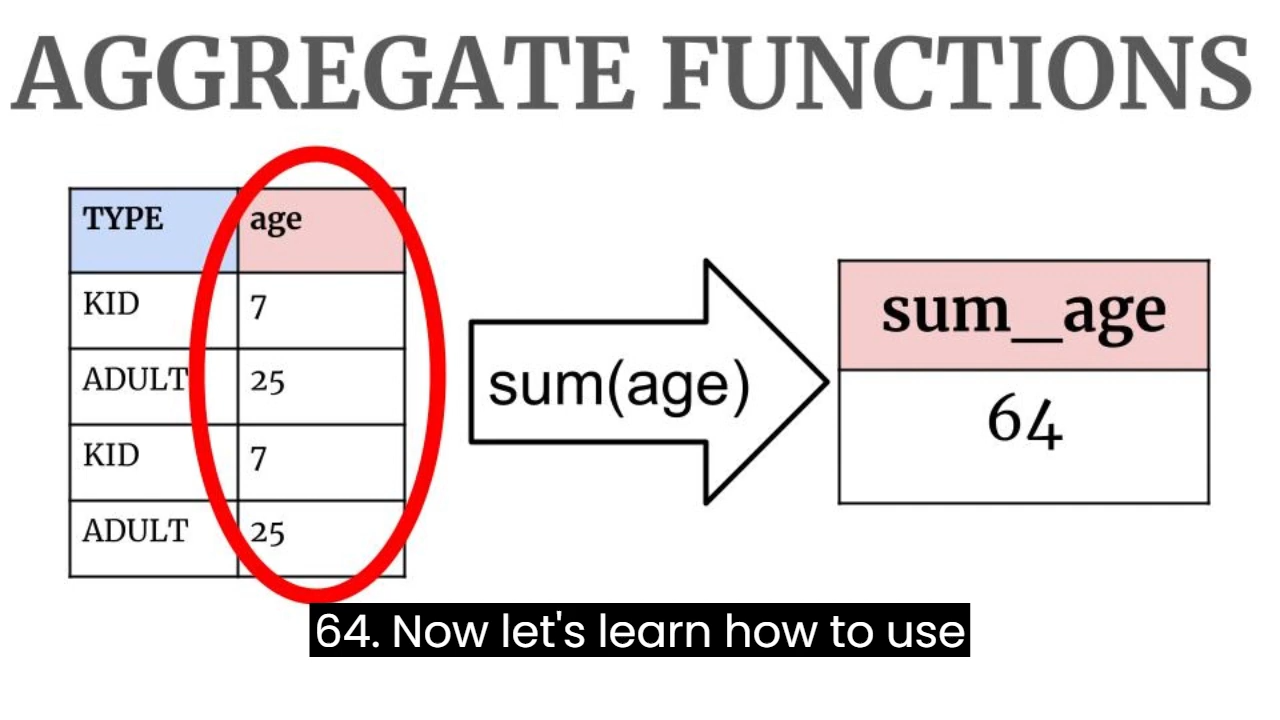 AGGREGATE FUNCTIONS
TYPE age
KID 7
ADULT 25
KID 7
ADULT 25
sum(age)
sum_age
64
64. Now let's learn how to use